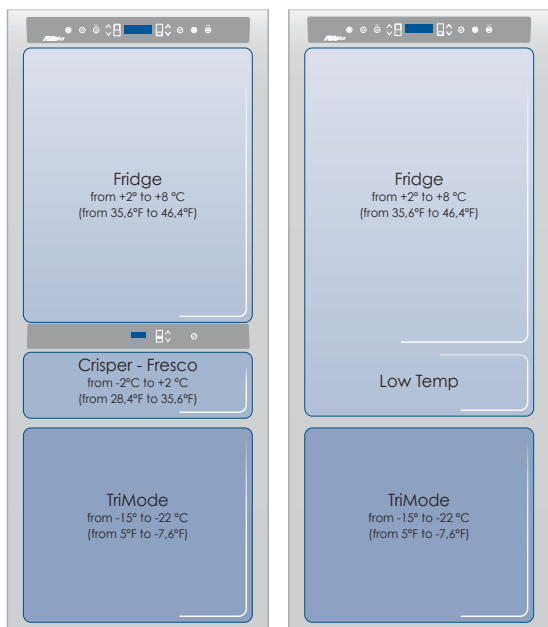 Fridge
from +2° to +8 °C
(from 35,6°F to 46,4°F)
Crisper - Fresco
from -2°C to +2 °C
(from 28,4°F to 35,6°F)
TriMode
from -15° to -22 °C
(from 5°F to -7,6°F)
Fridge
from +2° to +8 °C
(from 35,6°F to 46,4°F)
Low Temp
TriMode
from -15° to -22 °C
(from 5°F to -7,6°F)